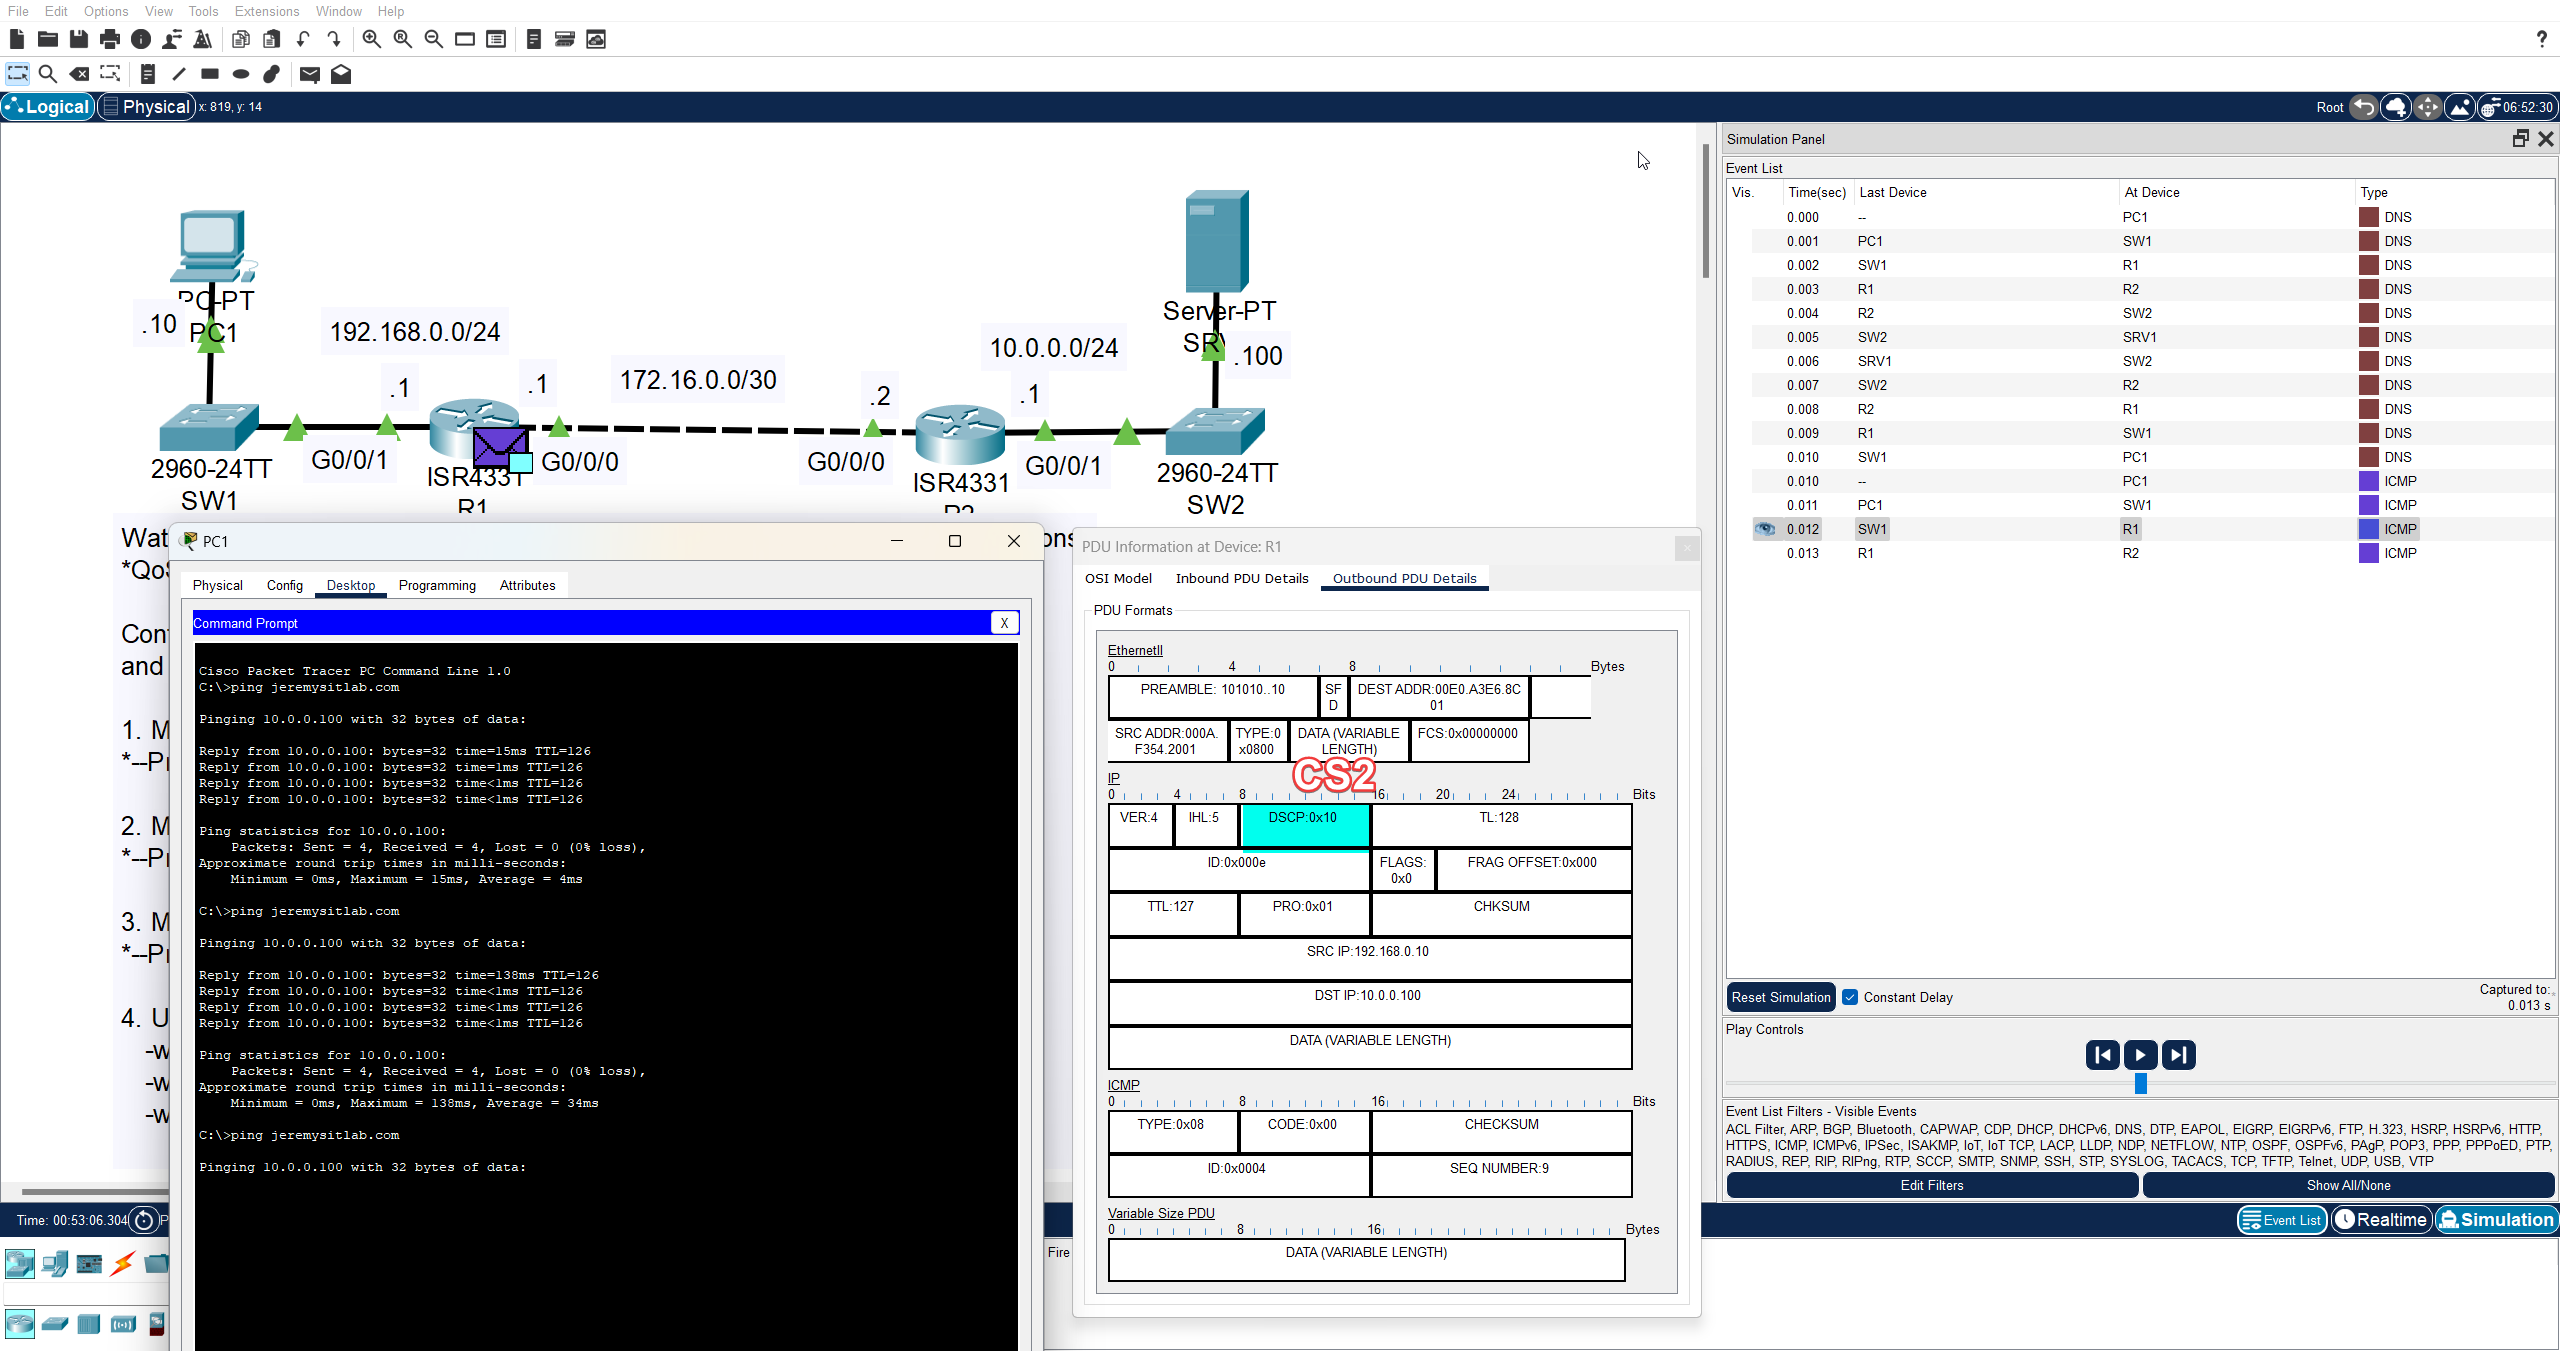 File Edit Options View Tools Extensions Window Help
Logical Physical x: 819, y: 14 Root 06:52:30
PC-PT
PC1
.10
192.168.0.0/24
.1
.1
172.16.0.0/30
.2
10.0.0.0/24
.1
Server-PT
.100
2960-24TT
SW1
G0/0/1
ISR4331
R1
G0/0/0
G0/0/0
ISR4331
R2
G0/0/1
2960-24TT
SW2
PC1
Physical Config Desktop Programming Attributes
Command Prompt X
Cisco Packet Tracer PC Command Line 1.0
C:\>ping jeremysitlab.com
Pinging 10.0.0.100 with 32 bytes of data:
Reply from 10.0.0.100: bytes=32 time=15ms TTL=126
Reply from 10.0.0.100: bytes=32 time=1ms TTL=126
Reply from 10.0.0.100: bytes=32 time<1ms TTL=126
Reply from 10.0.0.100: bytes=32 time<1ms TTL=126
Ping statistics for 10.0.0.100:
Packets: Sent = 4, Received = 4, Lost = 0 (0% loss),
Approximate round trip times in milli-seconds:
Minimum = 0ms, Maximum = 15ms, Average = 4ms
C:\>ping jeremysitlab.com
Pinging 10.0.0.100 with 32 bytes of data:
Reply from 10.0.0.100: bytes=32 time=138ms TTL=126
Reply from 10.0.0.100: bytes=32 time<1ms TTL=126
Reply from 10.0.0.100: bytes=32 time<1ms TTL=126
Reply from 10.0.0.100: bytes=32 time<1ms TTL=126
Ping statistics for 10.0.0.100:
Packets: Sent = 4, Received = 4, Lost = 0 (0% loss),
Approximate round trip times in milli-seconds:
Minimum = 0ms, Maximum = 138ms, Average = 34ms
C:\>ping jeremysitlab.com
Pinging 10.0.0.100 with 32 bytes of data:
PDU Information at Device: R1
OSI Model Inbound PDU Details Outbound PDU Details
PDU Formats
EthernetII
0 4 8 Bytes
PREAMBLE: 101010..10
SF
D
DEST ADDR:00E0.A3E6.8C
01
SRC ADDR:000A.
F354.2001
TYPE:0
x0800
DATA (VARIABLE
LENGTH)
FCS:0x00000000
CS2
IP
0 4 8 16 20 24 Bits
VER:4 IHL:5 DSCP:0x10 TL:128
ID:0x000e FLAGS:
0x0
FRAG OFFSET:0x000
TTL:127 PRO:0x01 CHKSUM
SRC IP:192.168.0.10
DST IP:10.0.0.100
DATA (VARIABLE LENGTH)
ICMP
0 8 16 Bits
TYPE:0x08 CODE:0x00 CHECKSUM
ID:0x0004 SEQ NUMBER:9
Variable Size PDU
0 8 16 Bytes
DATA (VARIABLE LENGTH)
Simulation Panel
Event List
Vis. Time(sec) Last Device At Device Type
0.000 -- PC1 DNS
0.001 PC1 SW1 DNS
0.002 SW1 R1 DNS
0.003 R1 R2 DNS
0.004 R2 SW2 DNS
0.005 SW2 SRV1 DNS
0.006 SRV1 SW2 DNS
0.007 SW2 R2 DNS
0.008 R2 R1 DNS
0.009 R1 SW1 DNS
0.010 SW1 PC1 DNS
0.010 -- PC1 ICMP
0.011 PC1 SW1 ICMP
0.012 SW1 R1 ICMP
0.013 R1 R2 ICMP
Reset Simulation Constant Delay
Captured to:
0.013 s
Play Controls
Event List Filters - Visible Events
ACL Filter, ARP, BGP, Bluetooth, CAPWAP, CDP, DHCP, DHCPv6, DNS, DTP, EAPOL, EIGRP, EIGRPv6, FTP, H.323, HSRP, HSRPv6, HTTP,
HTTPS, ICMP, ICMPv6, IPSec, ISAKMP, IoT, IoT TCP, LACP, LLDP, NDP, NETFLOW, NTP, OSPF, OSPFv6, PAgP, POP3, PPP, PPPoED, PTP,
RADIUS, REP, RIP, RIPng, RTP, SCCP, SMTP, SNMP, SSH, STP, SYSLOG, TACACS, TCP, TFTP, Telnet, UDP, USB, VTP
Edit Filters Show All/None
Time: 00:53:06.304
Event List Realtime Simulation
Fire